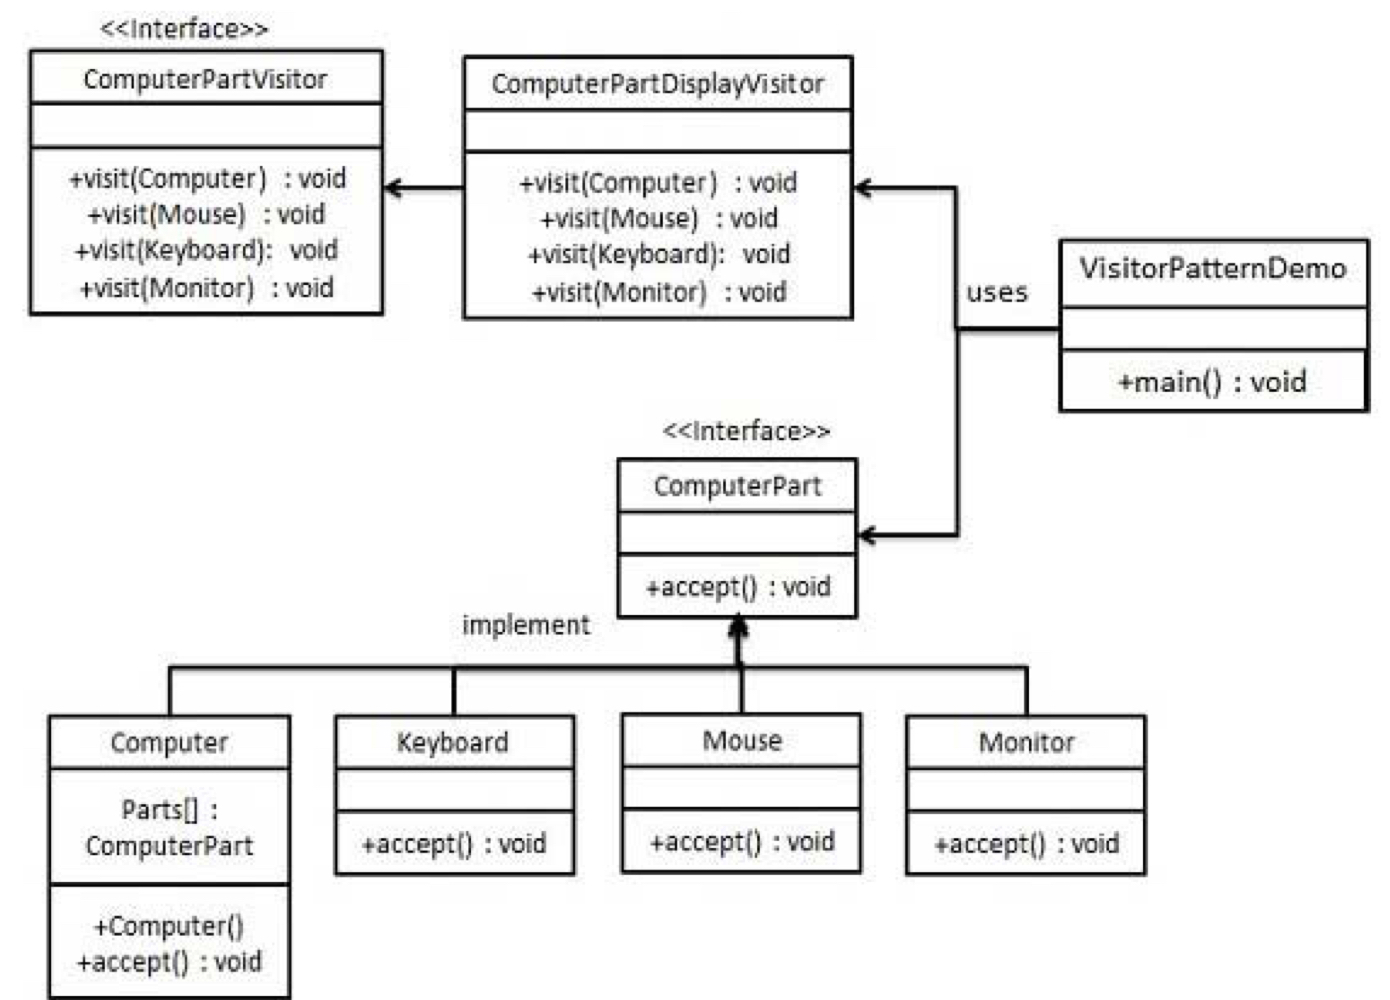 <<Interface>>
ComputerPartVisitor
+visit(Computer) : void
+visit(Mouse) : void
+visit(Keyboard): void
+visit(Monitor) : void
ComputerPartDisplayVisitor
+visit(Computer) : void
+visit(Mouse) : void
+visit(Keyboard): void
+visit(Monitor) : void
uses
VisitorPatternDemo
+main() : void
<<Interface>>
ComputerPart
+accept() : void
implement
Computer
Parts[] :
ComputerPart
+Computer()
+accept() : void
Keyboard
+accept() : void
Mouse
+accept() : void
Monitor
+accept() : void